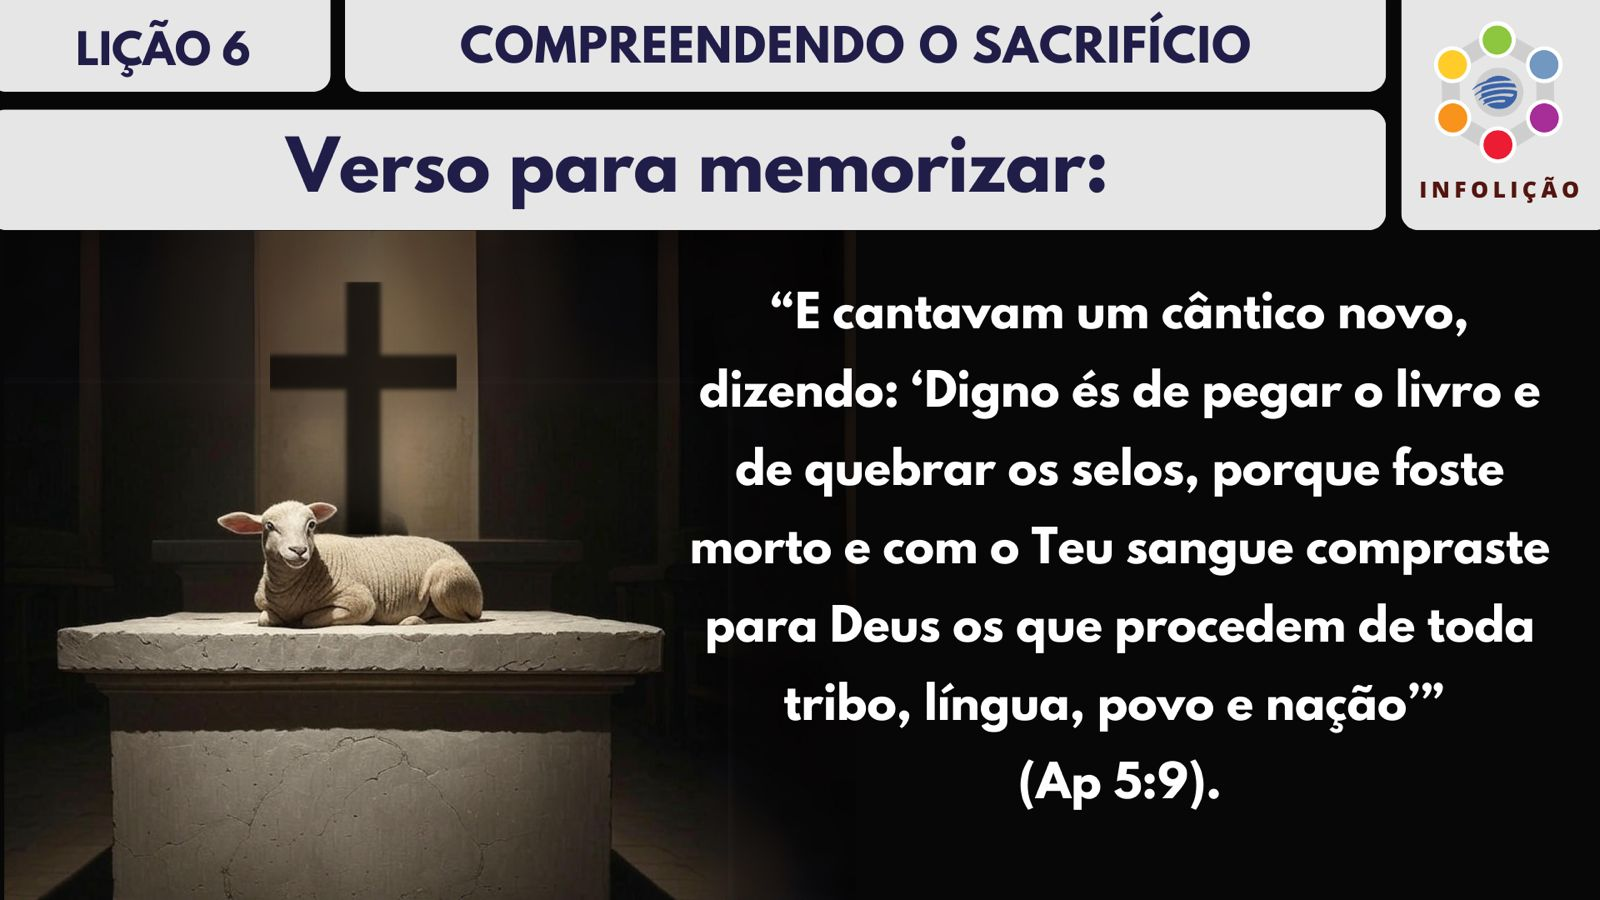 LIÇÃO 6
COMPREENDENDO O SACRIFÍCIO
INFOLIÇÃO
Verso para memorizar:
“E cantavam um cântico novo,
dizendo: ‘Digno és de pegar o livro e
de quebrar os selos, porque foste
morto e com o Teu sangue compraste
para Deus os que procedem de toda
tribo, língua, povo e nação’”
(Ap 5:9).